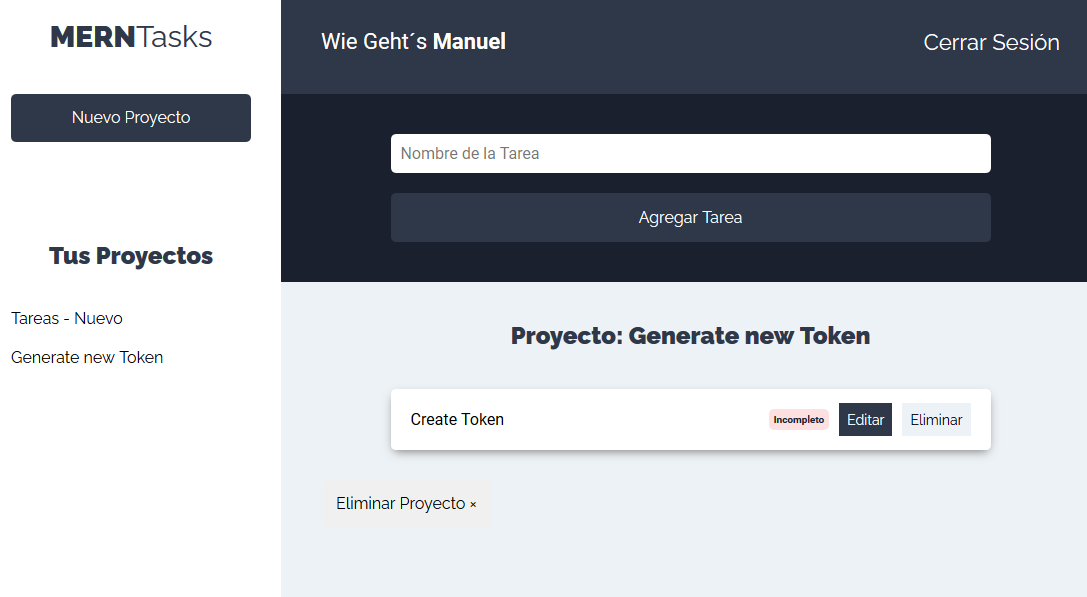 MERNTasks
Nuevo Proyecto
Tus Proyectos
Tareas - Nuevo
Generate new Token
Wie Geht´s Manuel
Cerrar Sesión
Nombre de la Tarea
Agregar Tarea
Proyecto: Generate new Token
Create Token
Incompleto
Editar
Eliminar
Eliminar Proyecto ×